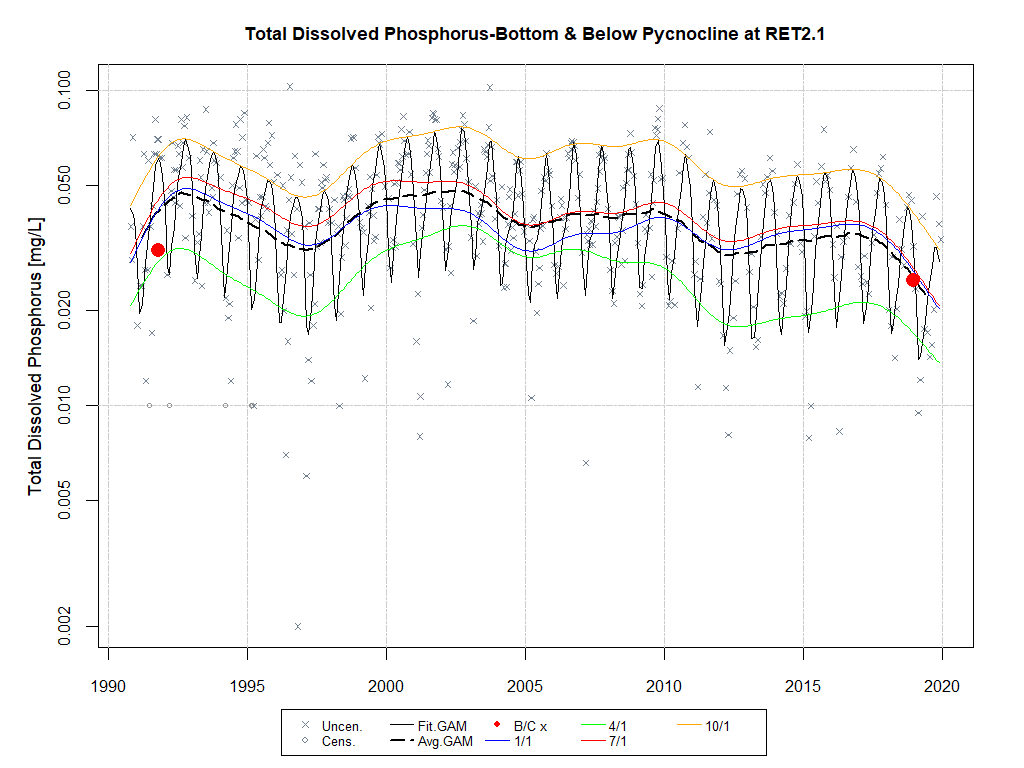 Total Dissolved Phosphorus-Bottom & Below Pycnocline at RET2.1
Total Dissolved Phosphorus [mg/L]
0.100
0.050
0.020
0.010
0.005
0.002
1990 1995 2000 2005 2010 2015 2020
Uncen. Fit.GAM B/C x 4/1 10/1
Cens. Avg.GAM 1/1 7/1